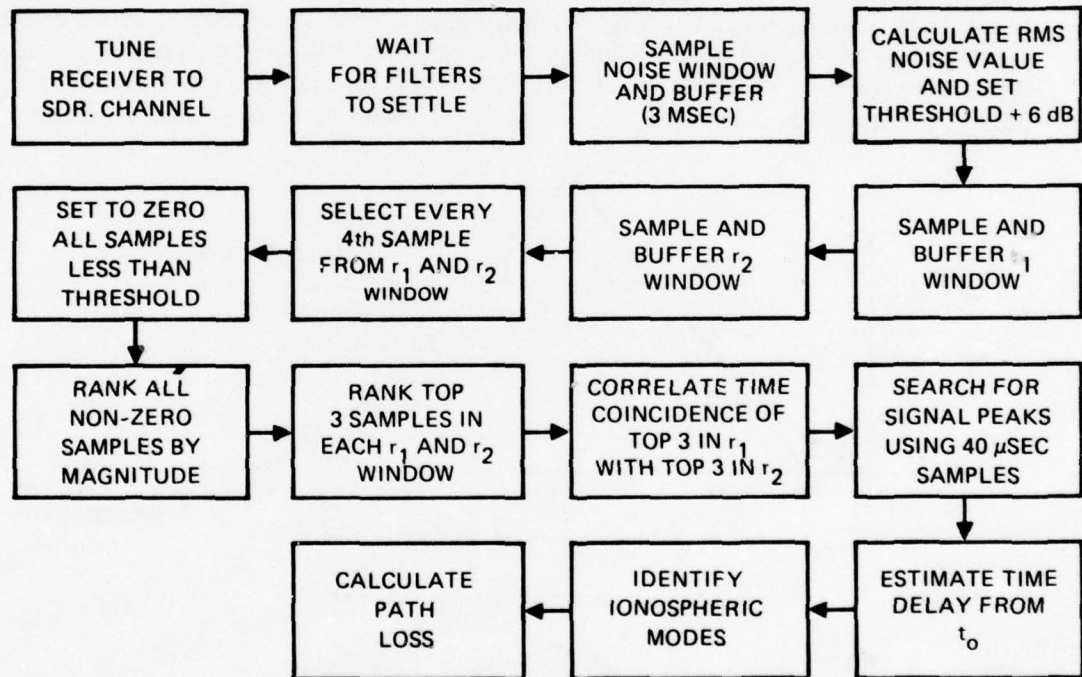 TUNE
RECEIVER TO
SDR. CHANNEL
WAIT
FOR FILTERS
TO SETTLE
SAMPLE
NOISE WINDOW
AND BUFFER
(3 MSEC)
CALCULATE RMS
NOISE VALUE
AND SET
THRESHOLD + 6 dB
SET TO ZERO
ALL SAMPLES
LESS THAN
THRESHOLD
SELECT EVERY
4th SAMPLE
FROM r₁ AND r₂
WINDOW
SAMPLE AND
BUFFER r₂
WINDOW
SAMPLE AND
BUFFER ₁
WINDOW
RANK ALL
NON-ZERO
SAMPLES BY
MAGNITUDE
RANK TOP
3 SAMPLES IN
EACH r₁ AND r₂
WINDOW
CORRELATE TIME
COINCIDENCE OF
TOP 3 IN r₁
WITH TOP 3 IN r₂
SEARCH FOR
SIGNAL PEAKS
USING 40 µSEC
SAMPLES
CALCULATE
PATH
LOSS
IDENTIFY
IONOSPHERIC
MODES
ESTIMATE TIME
DELAY FROM
t₀